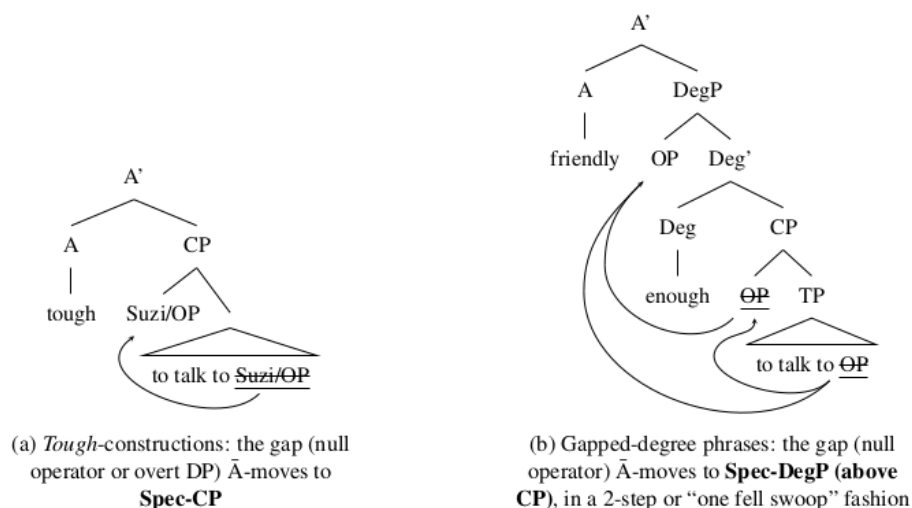 A'
A DegP
friendly OP Deg'
A'
A CP
Deg CP
tough Suzi/OP
enough OP TP
to talk to Suzi/OP
to talk to OP
(a) Tough-constructions: the gap (null
operator or overt DP) Ā-moves to
Spec-CP
(b) Gapped-degree phrases: the gap (null
operator) Ā-moves to Spec-DegP (above
CP), in a 2-step or “one fell swoop” fashion